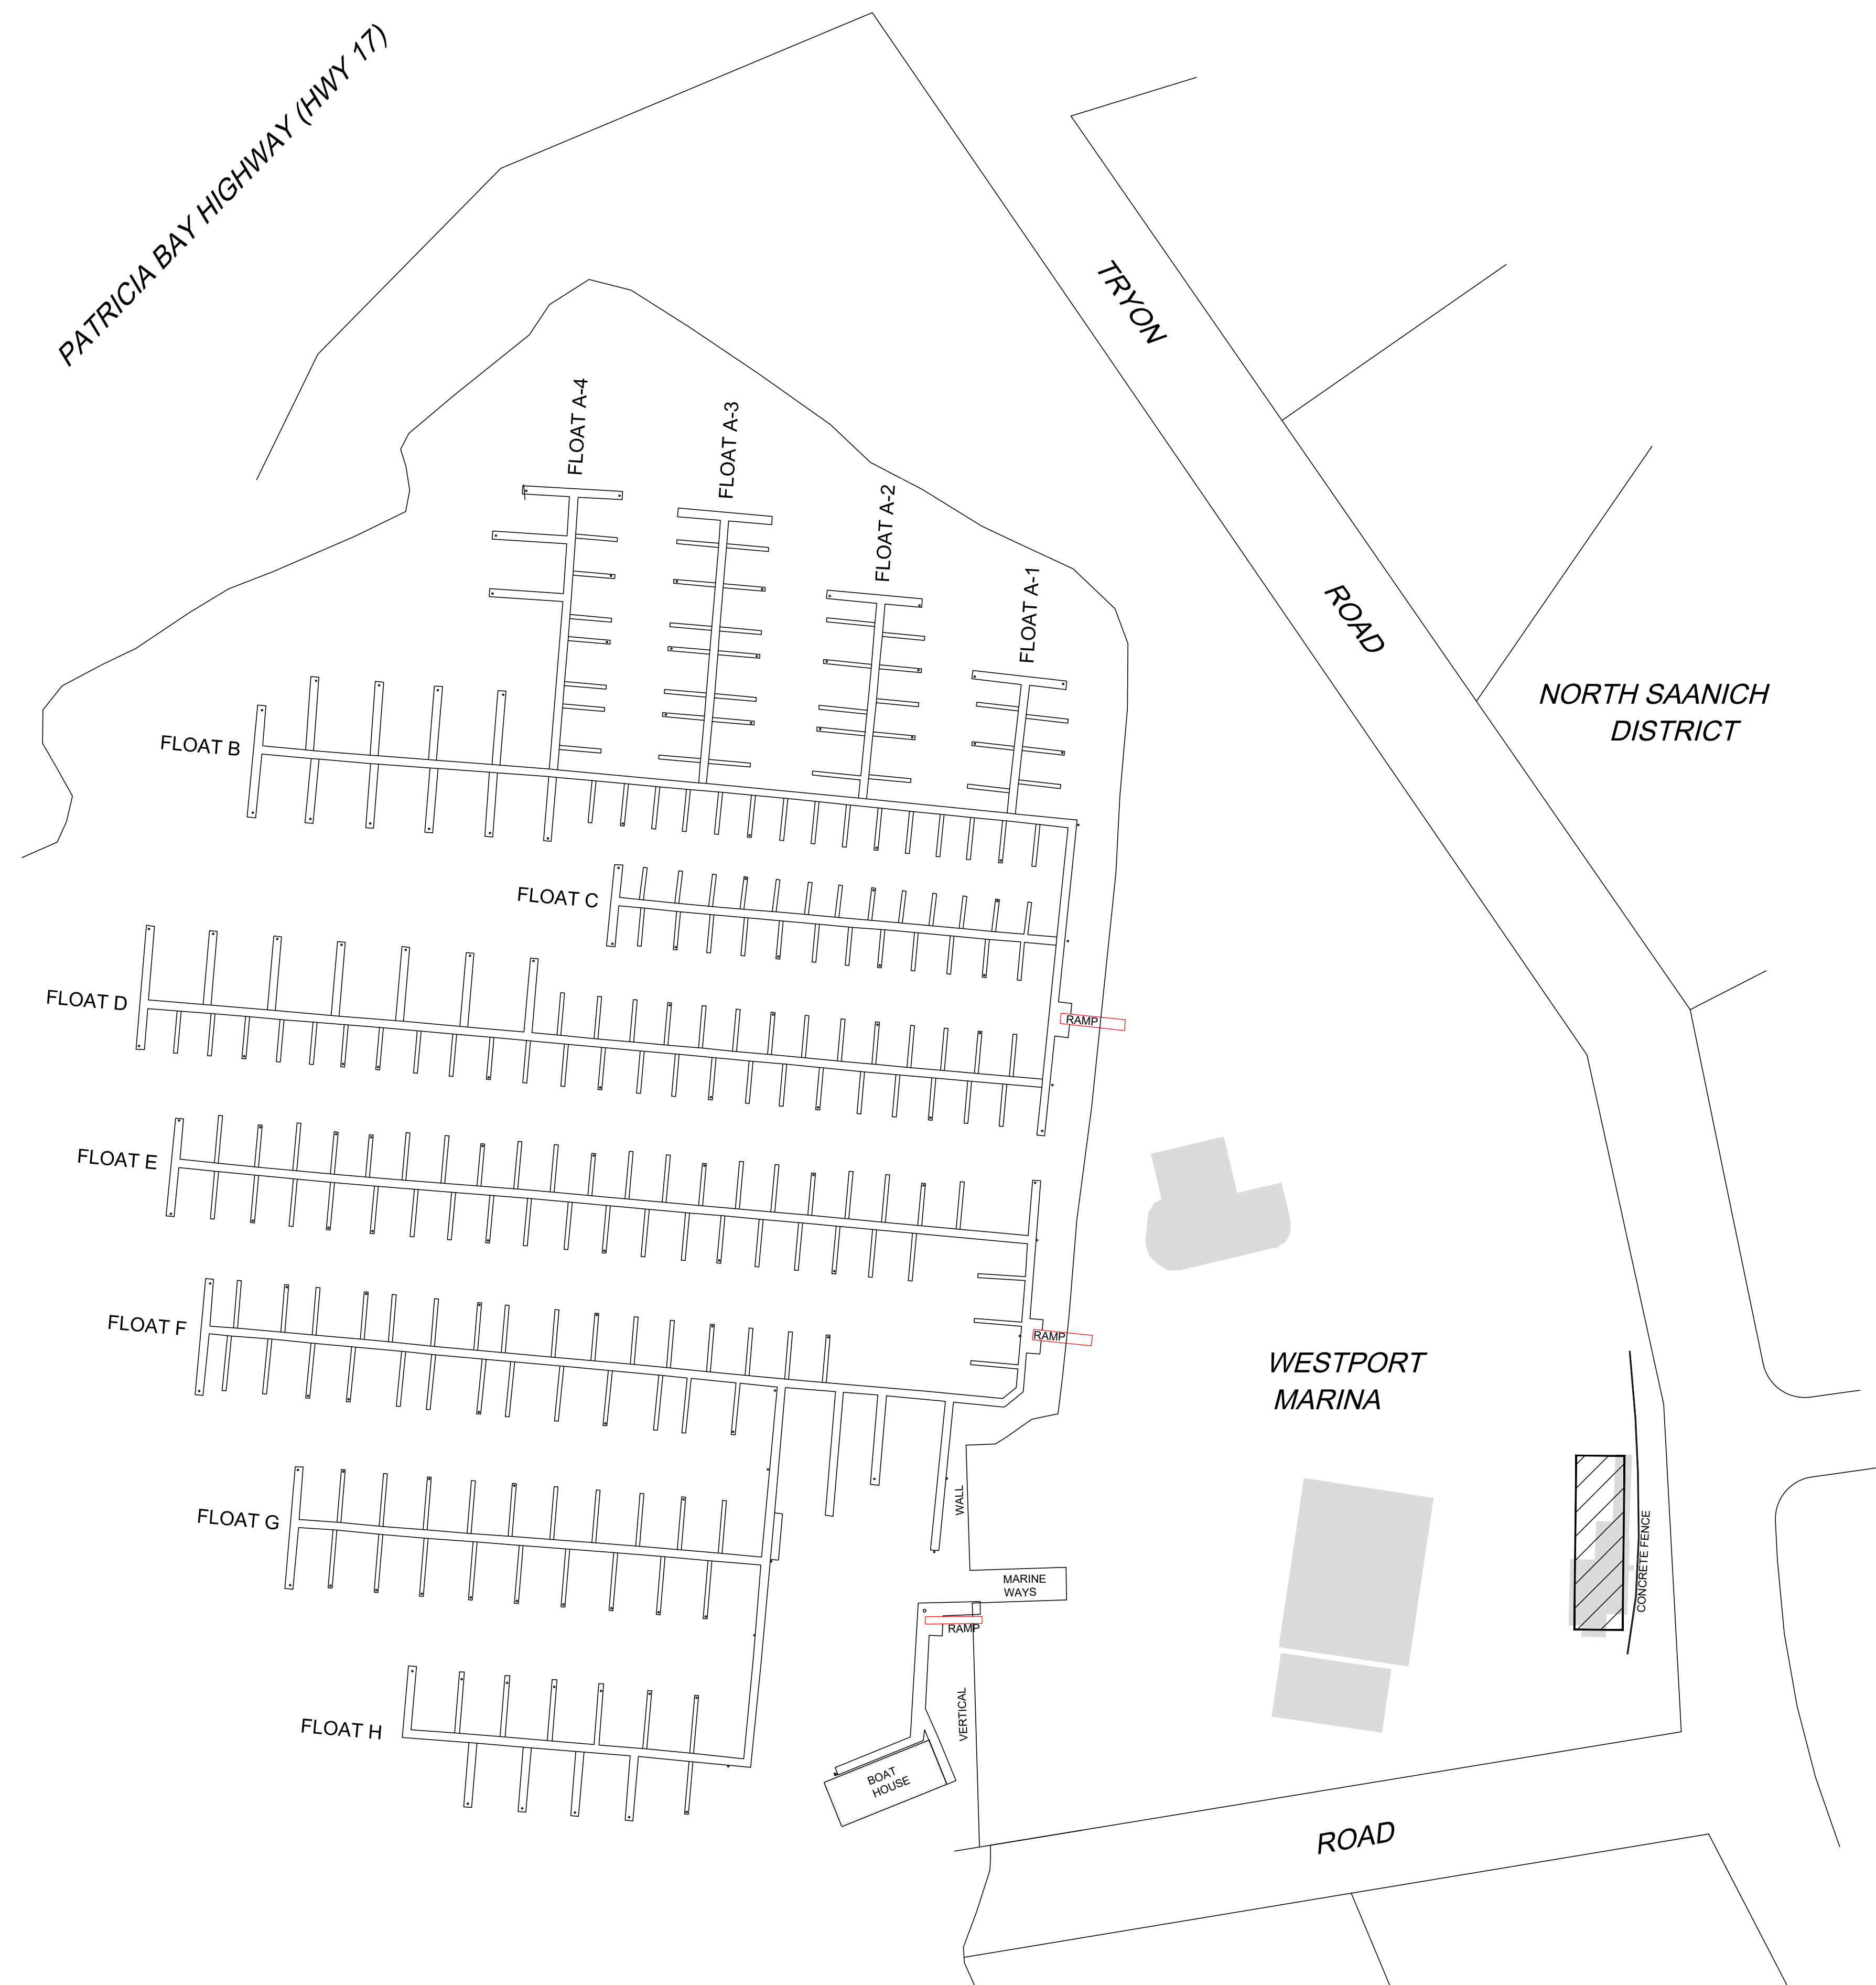 PATRICIA BAY HIGHWAY (HWY 17)
TRYON
ROAD
FLOAT A-4
FLOAT A-3
FLOAT A-2
FLOAT A-1
NORTH SAANICH
DISTRICT
FLOAT B
FLOAT C
FLOAT D
RAMP
FLOAT E
FLOAT F
RAMP
WESTPORT
MARINA
FLOAT G
WALL
CONCRETE FENCE
MARINE
WAYS
RAMP
VERTICAL
FLOAT H
BOAT
HOUSE
ROAD